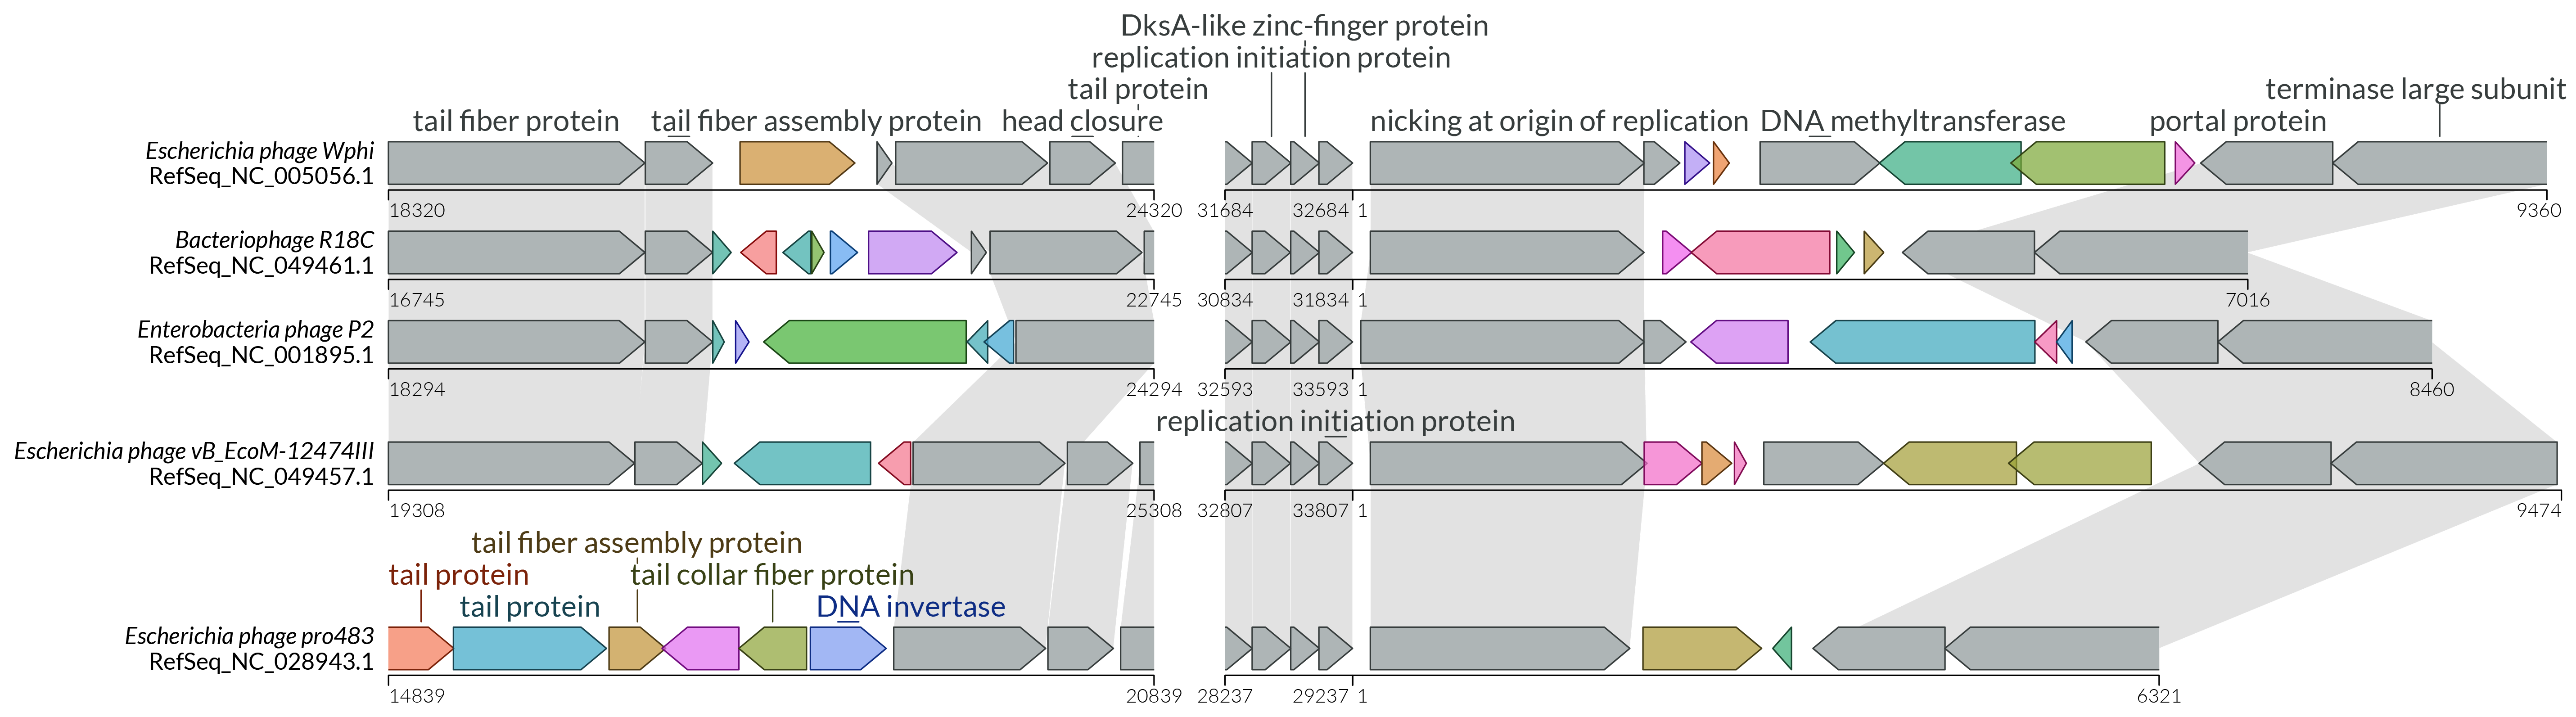 DksA-like zinc-finger protein
replication initiation protein
tail protein
terminase large subunit
tail fiber protein
tail fiber assembly protein
head closure
nicking at origin of replication
DNA methyltransferase
portal protein
Escherichia phage Wphi
RefSeq_NC_005056.1
18320 24320 31684 32684 1 9360
Bacteriophage R18C
RefSeq_NC_049461.1
16745 22745 30834 31834 1 7016
Enterobacteria phage P2
RefSeq_NC_001895.1
18294 24294 32593 33593 1 8460
replication initiation protein
Escherichia phage vB_EcoM-12474III
RefSeq_NC_049457.1
19308 25308 32807 33807 1 9474
tail fiber assembly protein
tail protein
tail collar fiber protein
tail protein
DNA invertase
Escherichia phage pro483
RefSeq_NC_028943.1
14839 20839 28237 29237 1 6321